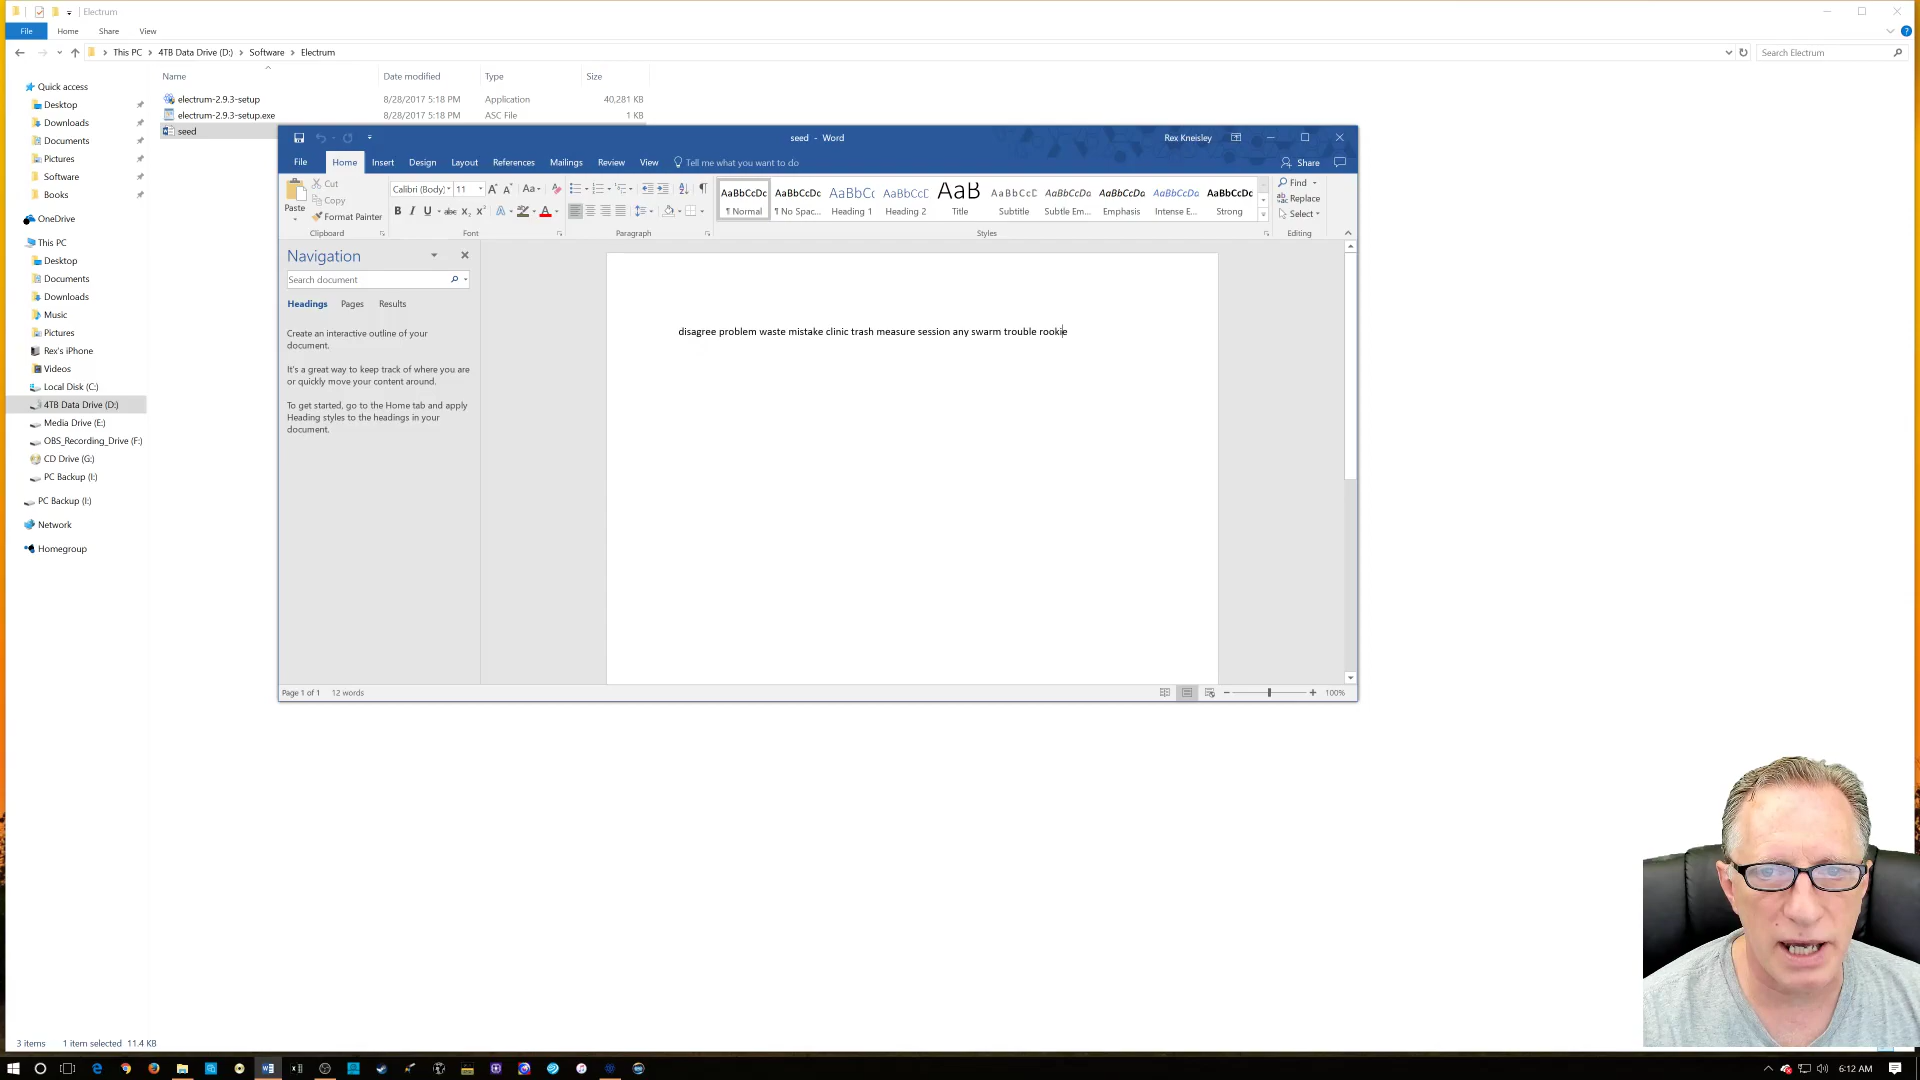 Electrum
File Home Share View
This PC 4TB Data Drive (D:) Software Electrum
Search Electrum
Name Date modified Type Size
electrum-2.9.3-setup 8/28/2017 5:18 PM Application 40,281 KB
electrum-2.9.3-setup.exe 8/28/2017 5:18 PM ASC File 1 KB
seed
Quick access
Desktop
Downloads
Documents
Pictures
Software
Books
OneDrive
This PC
Desktop
Documents
Downloads
Music
Pictures
Rex's iPhone
Videos
Local Disk (C:)
4TB Data Drive (D:)
Media Drive (E:)
OBS_Recording_Drive (F:)
CD Drive (G:)
PC Backup (I:)
PC Backup (I:)
Network
Homegroup
seed - Word
Rex Kneisley
File Home Insert Design Layout References Mailings Review View Tell me what you want to do
Share
Paste
Cut
Copy
Format Painter
Calibri (Body) 11
AaBbCcDc AaBbCcDc AaBbCc AaBbCcD AaB AaBbCcD AaBbCcDc AaBbCcDc AaBbCcDc AaBbCcDc
¶ Normal ¶ No Spac... Heading 1 Heading 2 Title Subtitle Subtle Em... Emphasis Intense E... Strong
Find
Replace
Select
Clipboard Font Paragraph Styles Editing
Navigation
Search document
Headings Pages Results
Create an interactive outline of your
document.
It's a great way to keep track of where you are
or quickly move your content around.
To get started, go to the Home tab and apply
Heading styles to the headings in your
document.
disagree problem waste mistake clinic trash measure session any swarm trouble rookie
Page 1 of 1 12 words
100%
3 items 1 item selected 11.4 KB
6:12 AM